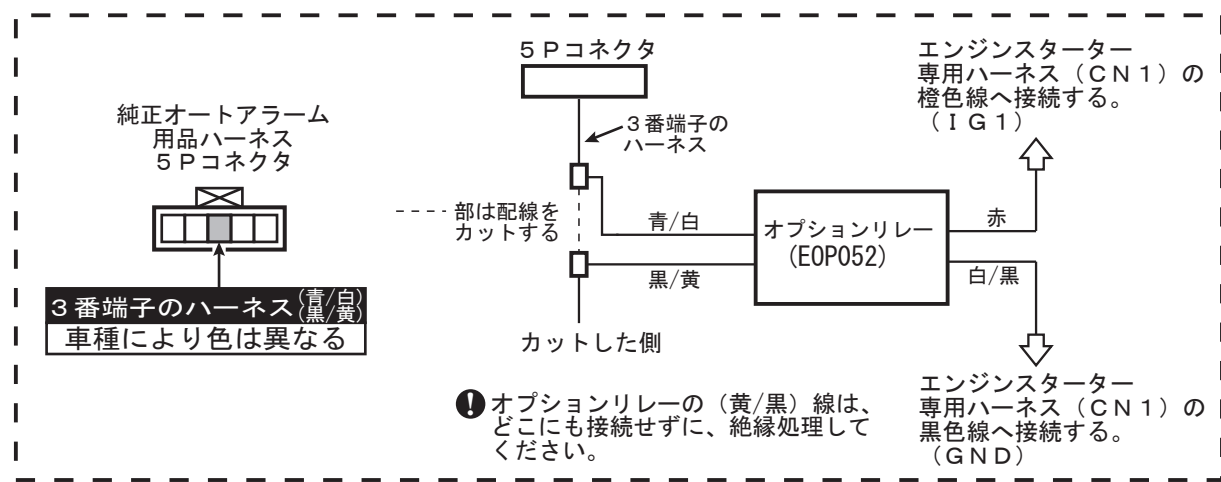 純正オートアラーム
用品ハーネス
５Ｐコネクタ
３番端子のハーネス(青/白)(黒/黄)
車種により色は異なる
５Ｐコネクタ
３番端子の
ハーネス
---- 部は配線を
カットする
青/白
黒/黄
カットした側
オプションリレー
(EOP052)
赤
白/黒
エンジンスターター
専用ハーネス（ＣＮ１）の
橙色線へ接続する。
（ＩＧ１）
エンジンスターター
専用ハーネス（ＣＮ１）の
黒色線へ接続する。
（ＧＮＤ）
オプションリレーの（黄/黒）線は、
どこにも接続せずに、絶縁処理して
ください。